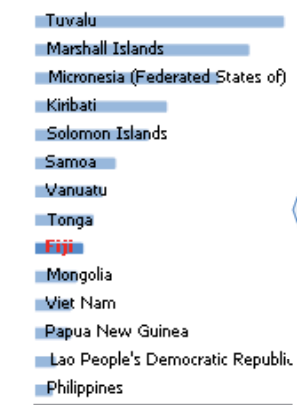 Tuvalu
Marshall Islands
Micronesia (Federated States of)
Kiribati
Solomon Islands
Samoa
Vanuatu
Tonga
Fiji
Mongolia
Viet Nam
Papua New Guinea
Lao People's Democratic Republic
Philippines